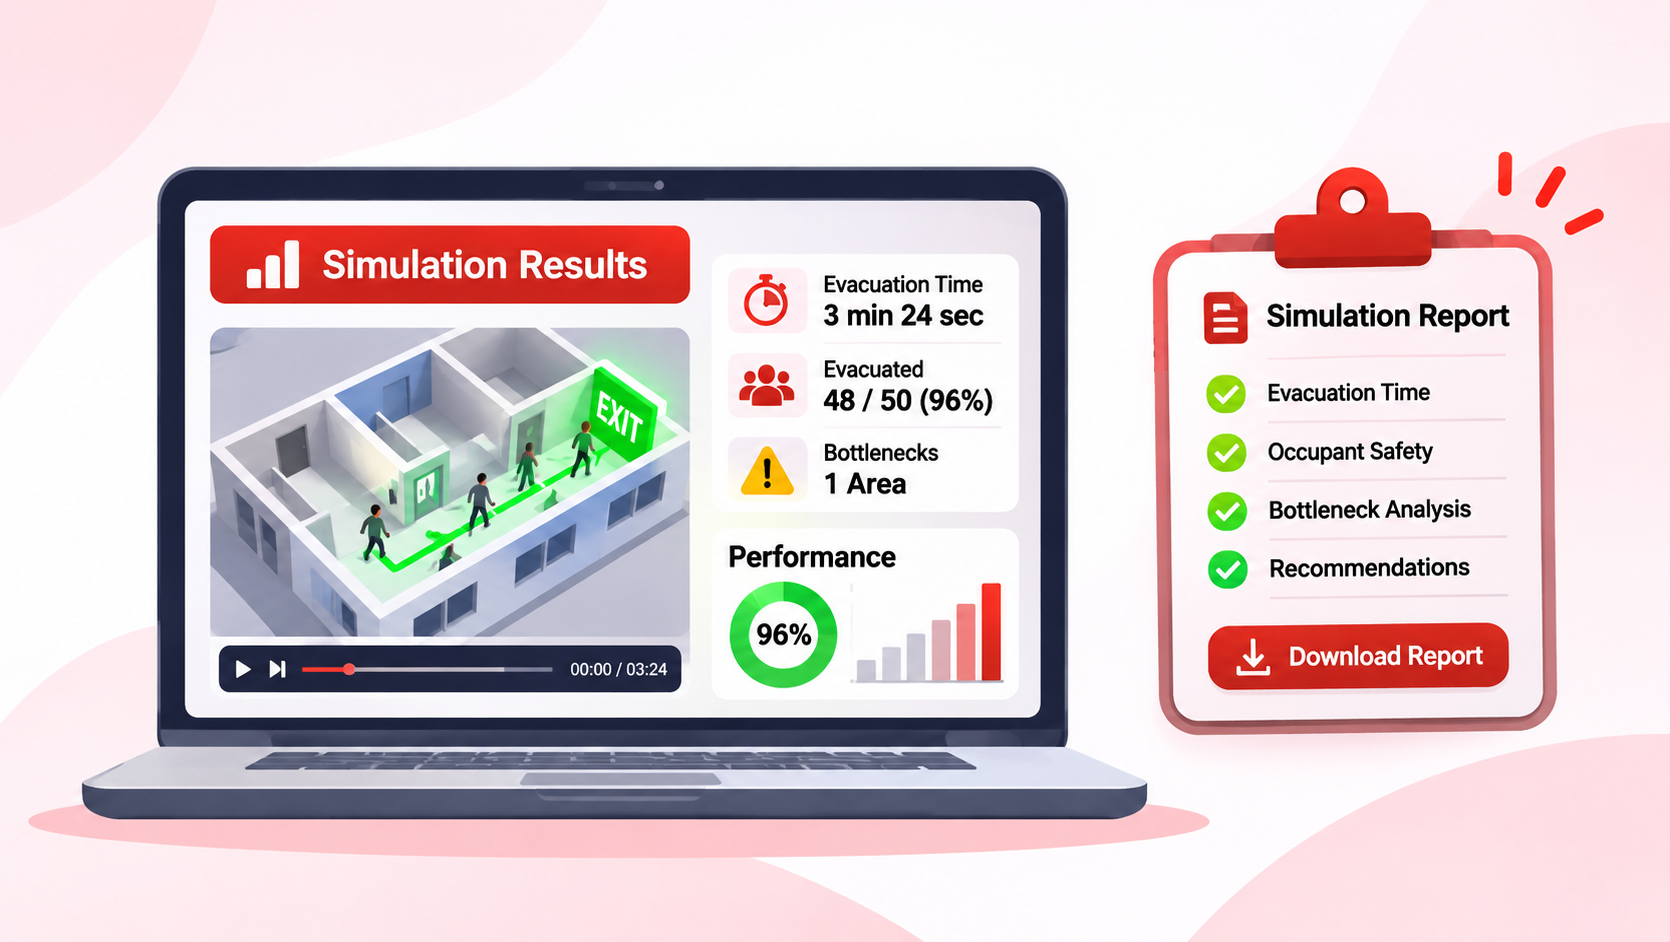 Simulation Results
EXIT
00:00 / 03:24
Evacuation Time
3 min 24 sec
Evacuated
48 / 50 (96%)
Bottlenecks
1 Area
Performance
96%
Simulation Report
Evacuation Time
Occupant Safety
Bottleneck Analysis
Recommendations
Download Report